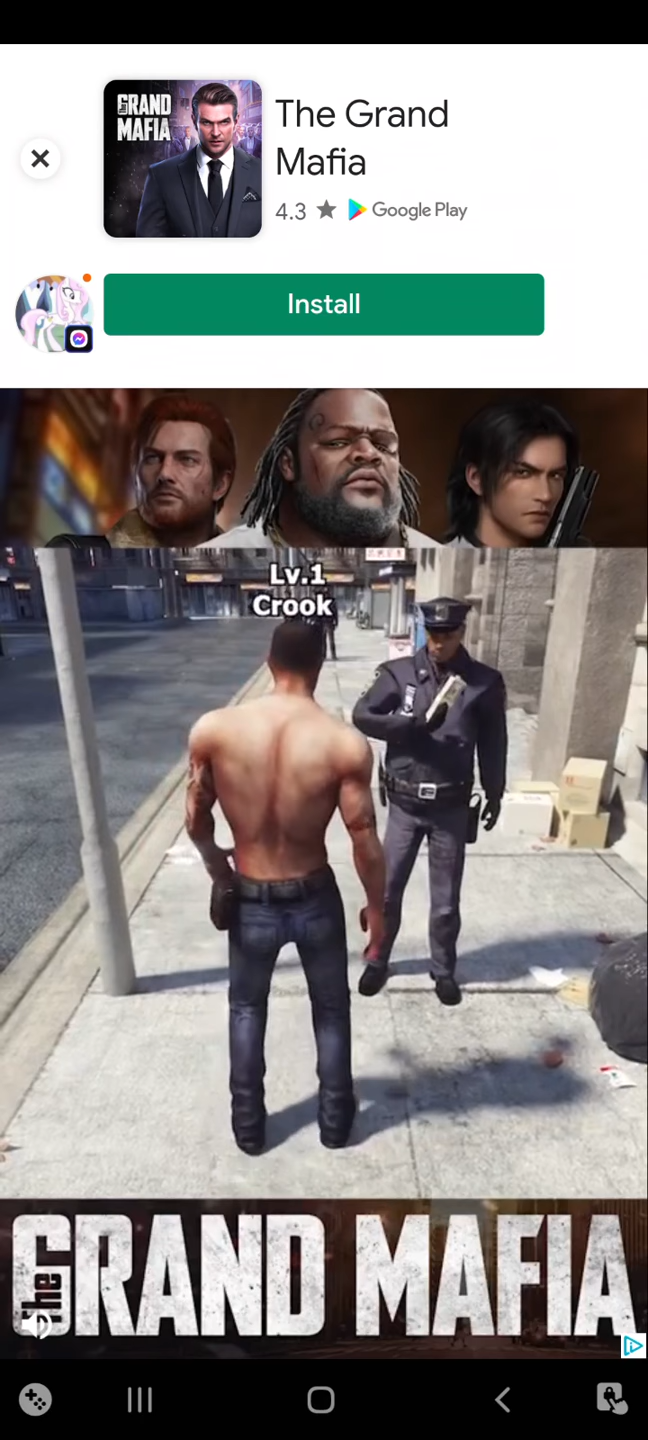 The Grand
Mafia
4.3
Google Play
GRAND
MAFIA
Install
Lv.1
Crook
The GRAND MAFIA